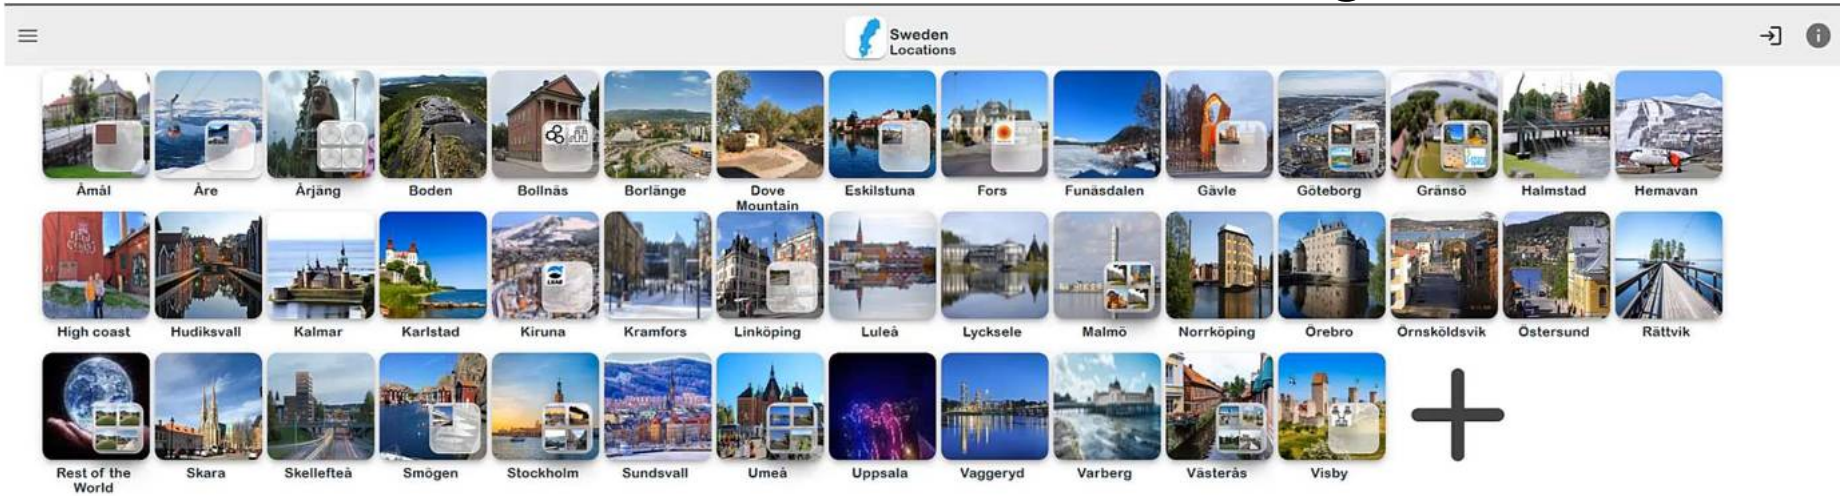 Sweden
Locations
Åmål
Åre
Årjäng
Boden
Bollnäs
Borlänge
Dove
Mountain
Eskilstuna
Fors
Funäsdalen
Gävle
Göteborg
Gränsö
Halmstad
Hemavan
High coast
Hudiksvall
Kalmar
Karlstad
Kiruna
Kramfors
Linköping
Luleå
Lycksele
Malmö
Norrköping
Örebro
Örnsköldsvik
Östersund
Rättvik
Rest of the
World
Skara
Skellefteå
Smögen
Stockholm
Sundsvall
Umeå
Uppsala
Vaggeryd
Varberg
Västerås
Visby